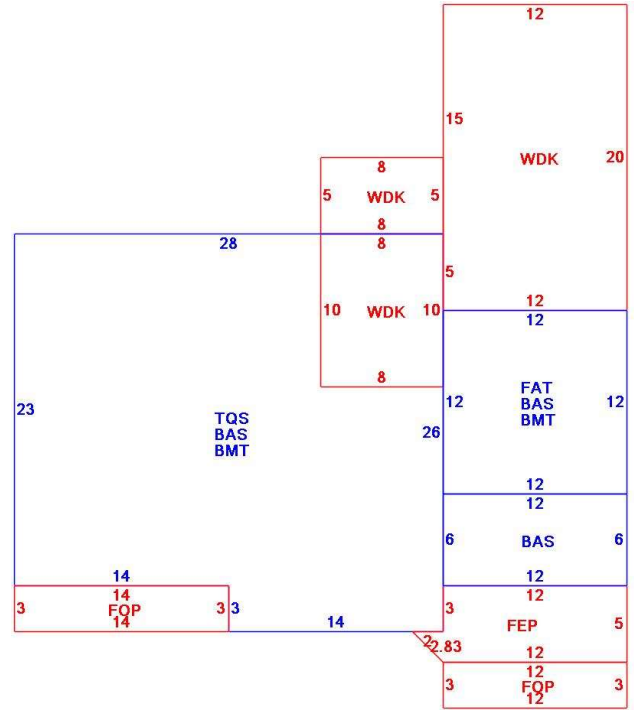 12
15
WDK 20
8
5 WDK 5
8
28 8
5
10 WDK 10
12
12
8
FAT
23 12 BAS 12
BMT
TQS
BAS 26
BMT
12
12
6 BAS 6
14 12
14
3 FOP 3 3 3 FEP 5
14 14
2 2.83
12
12
3 FOP 3
12